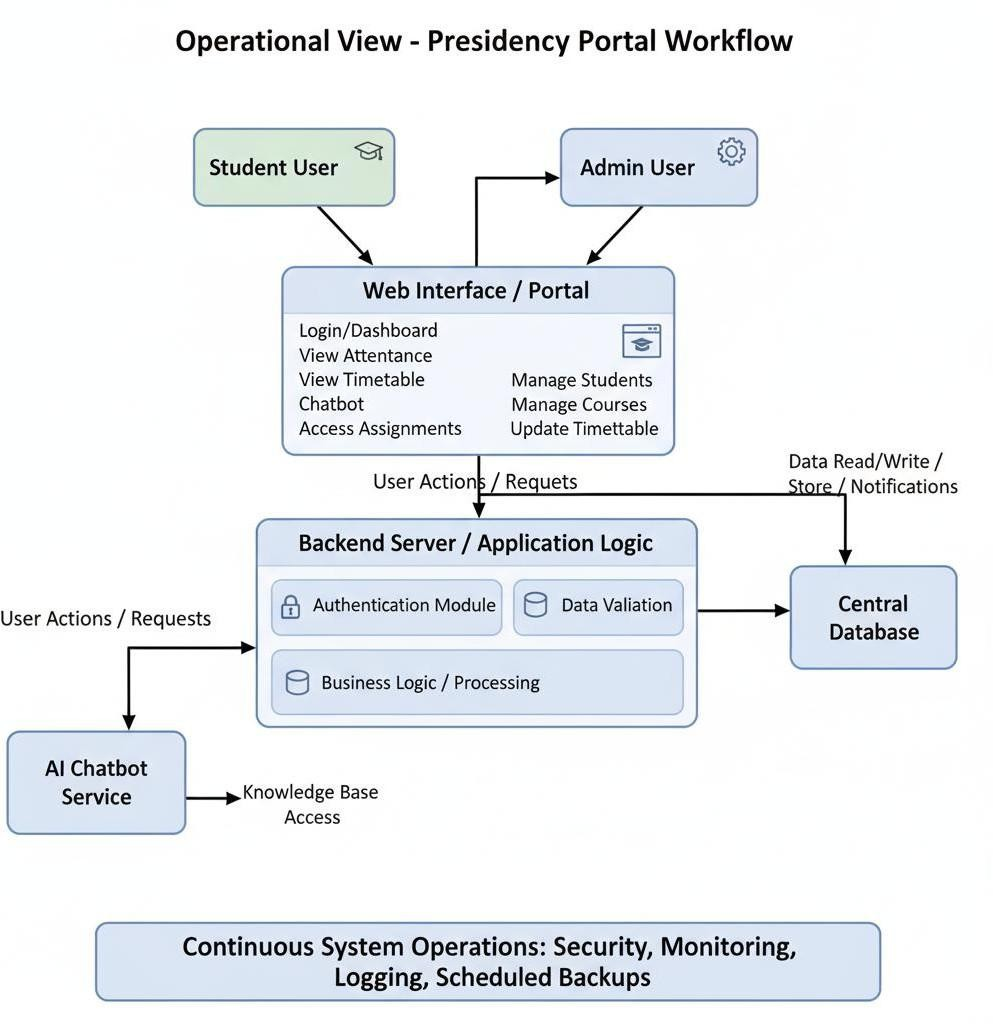 Operational View - Presidency Portal Workflow
Student User
Admin User
Web Interface / Portal
Login/Dashboard
View Attentance
View Timetable
Chatbot
Access Assignments
Manage Students
Manage Courses
Update Timettable
User Actions / Requets
Data Read/Write /
Store / Notifications
Backend Server / Application Logic
Authentication Module
Data Valiation
Business Logic / Processing
Central
Database
User Actions / Requests
AI Chatbot
Service
Knowledge Base
Access
Continuous System Operations: Security, Monitoring,
Logging, Scheduled Backups